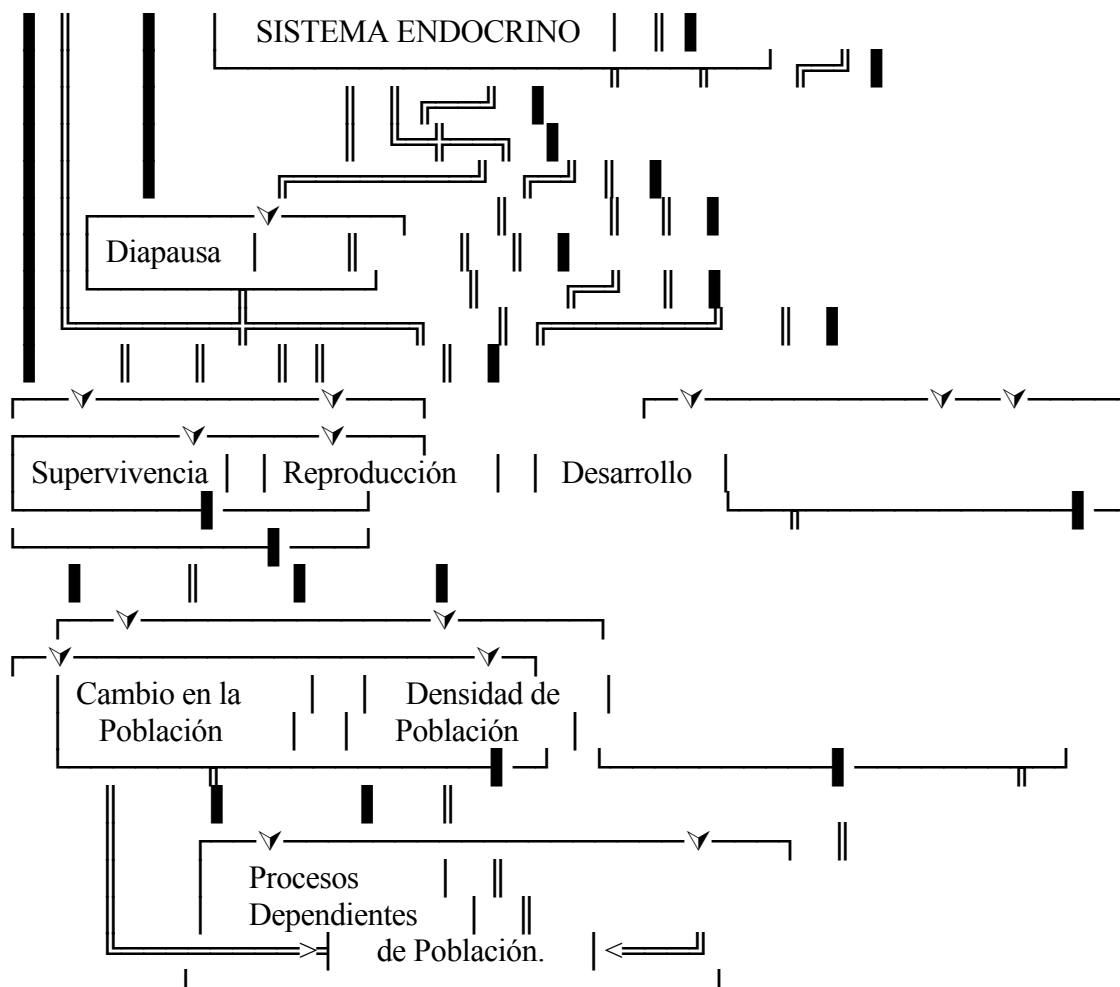 SISTEMA ENDOCRINO
Diapausa
Supervivencia Reproducción Desarrollo
Cambio en la Densidad de
Población Población
Procesos
Dependientes
de Población.